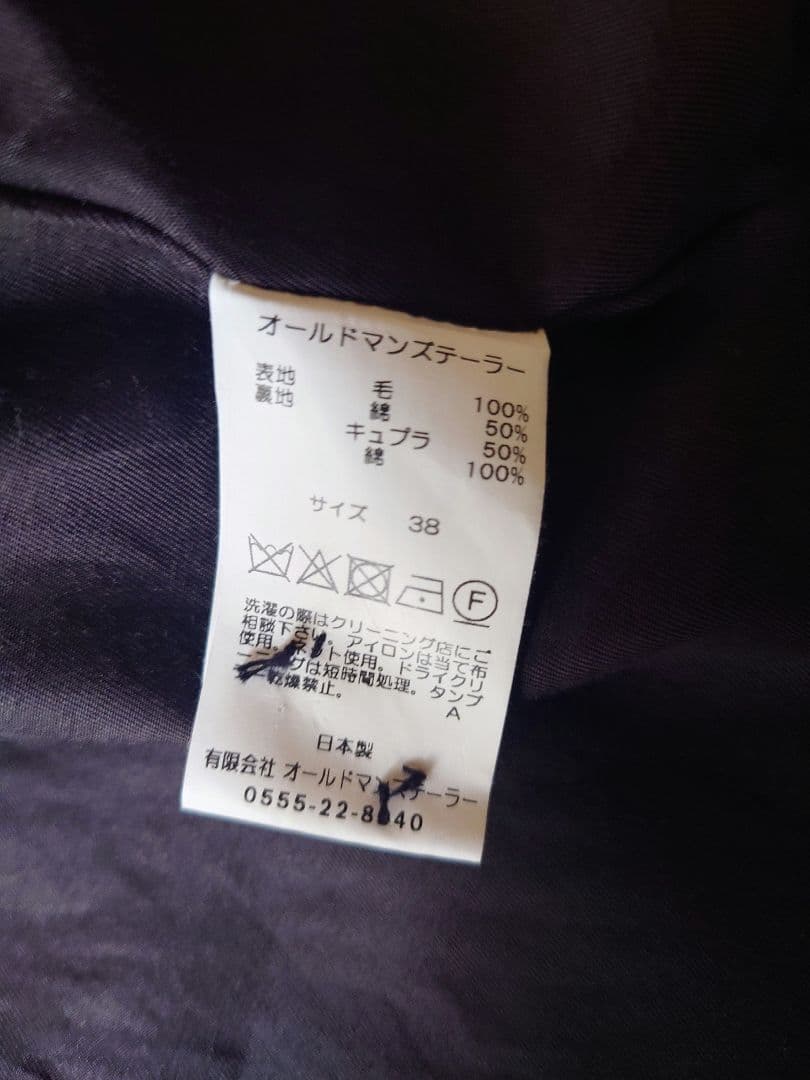 オールドマンズテーラー
表地 毛 100%
裏地 綿 50%
キュプラ 50%
綿 100%
サイズ 38
F
洗濯の際はクリーニング店にご
相談下さい。アイロンは当て布
使用。ネット使用。ドライクリ
ーニングは短時間処理。タンブ
ー乾燥禁止。
A
日本製
有限会社 オールドマンズテーラー
0555-22-8040